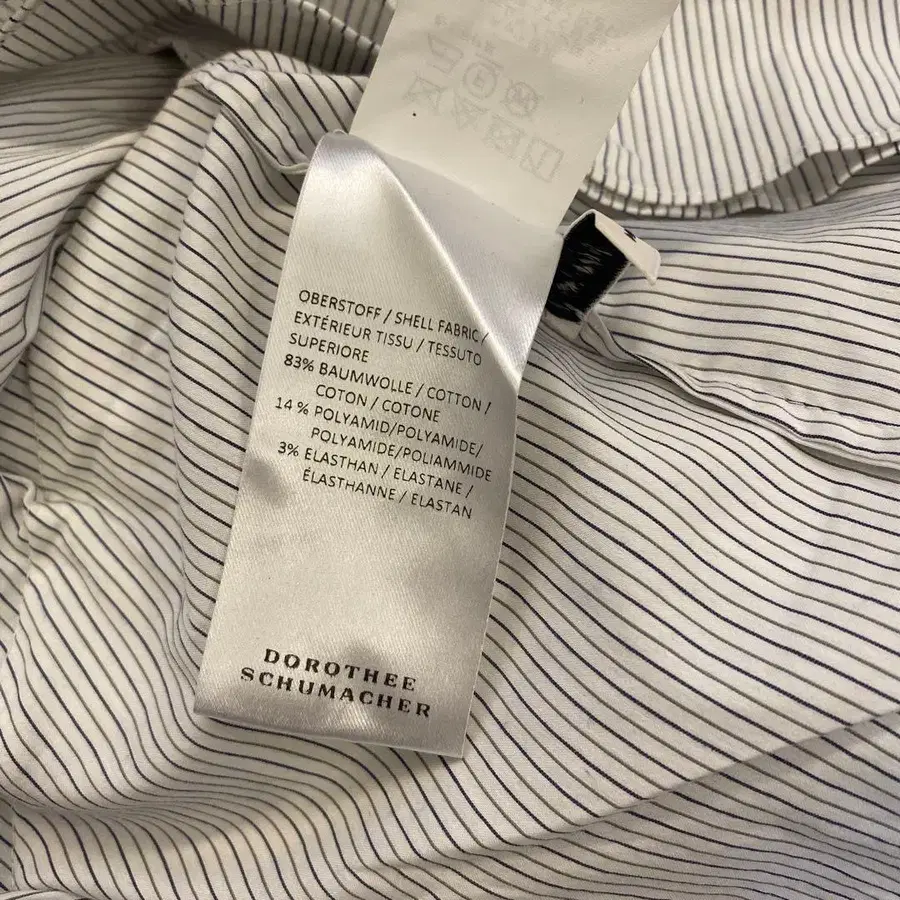 OBERSTOFF / SHELL FABRIC /
EXTÉRIEUR TISSU / TESSUTO
SUPERIORE
83% BAUMWOLLE / COTTON /
COTON / COTONE
14 % POLYAMID/POLYAMIDE/
POLYAMIDE/POLIAMMIDE
3% ELASTHAN / ELASTANE /
ÉLASTHANNE / ELASTAN
DOROTHEE
SCHUMACHER